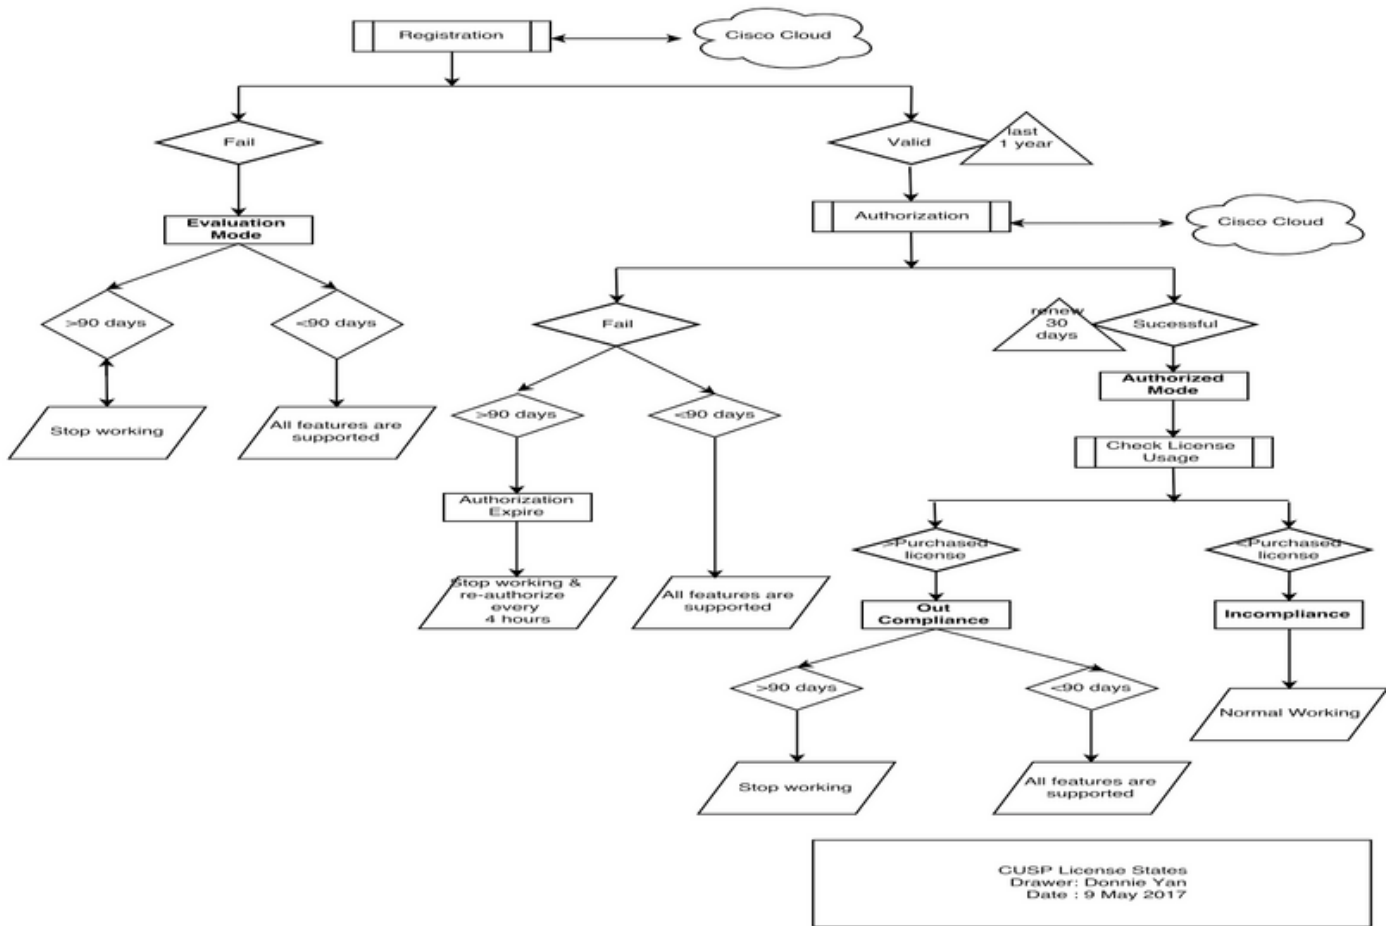 Registration
Cisco Cloud
Fail
Valid
last
1 year
Evaluation
Mode
Authorization
Cisco Cloud
>90 days
<90 days
Fail
renew
30
days
Sucessful
Authorized
Mode
Stop working
All features are
supported
>90 days
<90 days
Check License
Usage
Authorization
Expire
>Purchased
license
<Purchased
license
Stop working &
re-authorize
every
4 hours
All features are
supported
Out
Compliance
Incompliance
>90 days
<90 days
Normal Working
Stop working
All features are
supported
CUSP License States
Drawer: Donnie Yan
Date : 9 May 2017